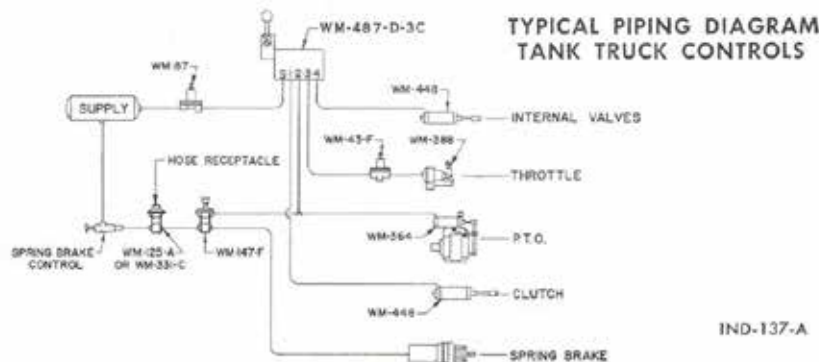 TYPICAL PIPING DIAGRAM
TANK TRUCK CONTROLS
WM-487-D-3C
WM-87
S 1 2 3 4
WM-448
SUPPLY
INTERNAL VALVES
WM-43-F
WM-388
HOSE RECEPTACLE
THROTTLE
SPRING BRAKE
CONTROL
WM-125-A
OR WM-331-C
WM-147-F
WM-364
P.T.O.
CLUTCH
WM-448
IND-137-A
SPRING BRAKE